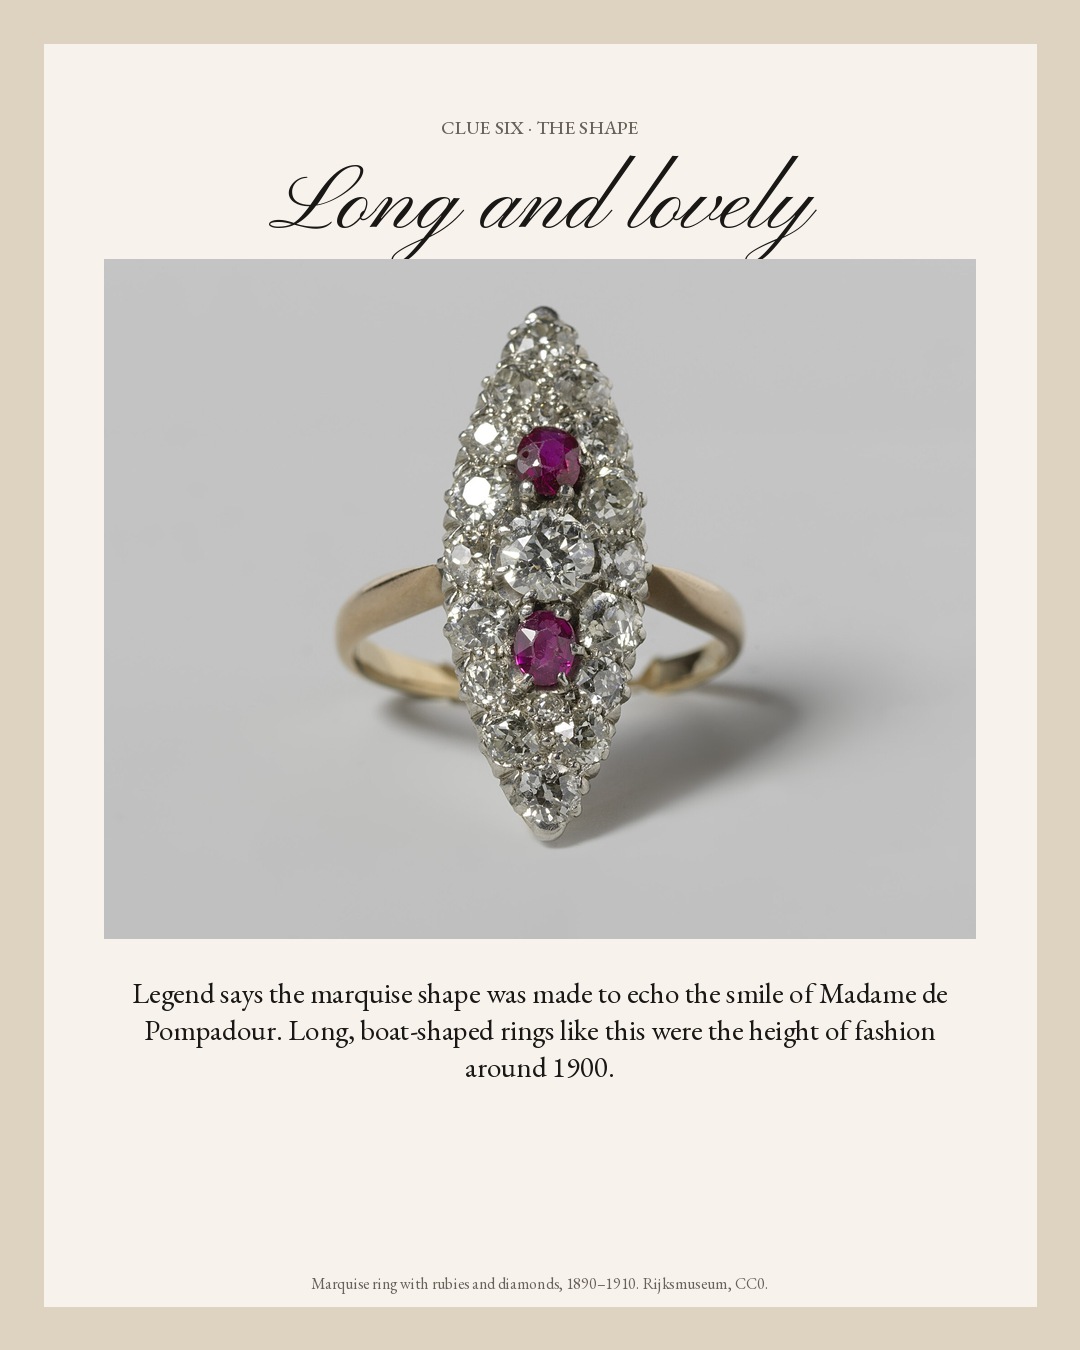 CLUE SIX · THE SHAPE
Long and lovely
Legend says the marquise shape was made to echo the smile of Madame de
Pompadour. Long, boat-shaped rings like this were the height of fashion
around 1900.
Marquise ring with rubies and diamonds, 1890–1910. Rijksmuseum, CC0.